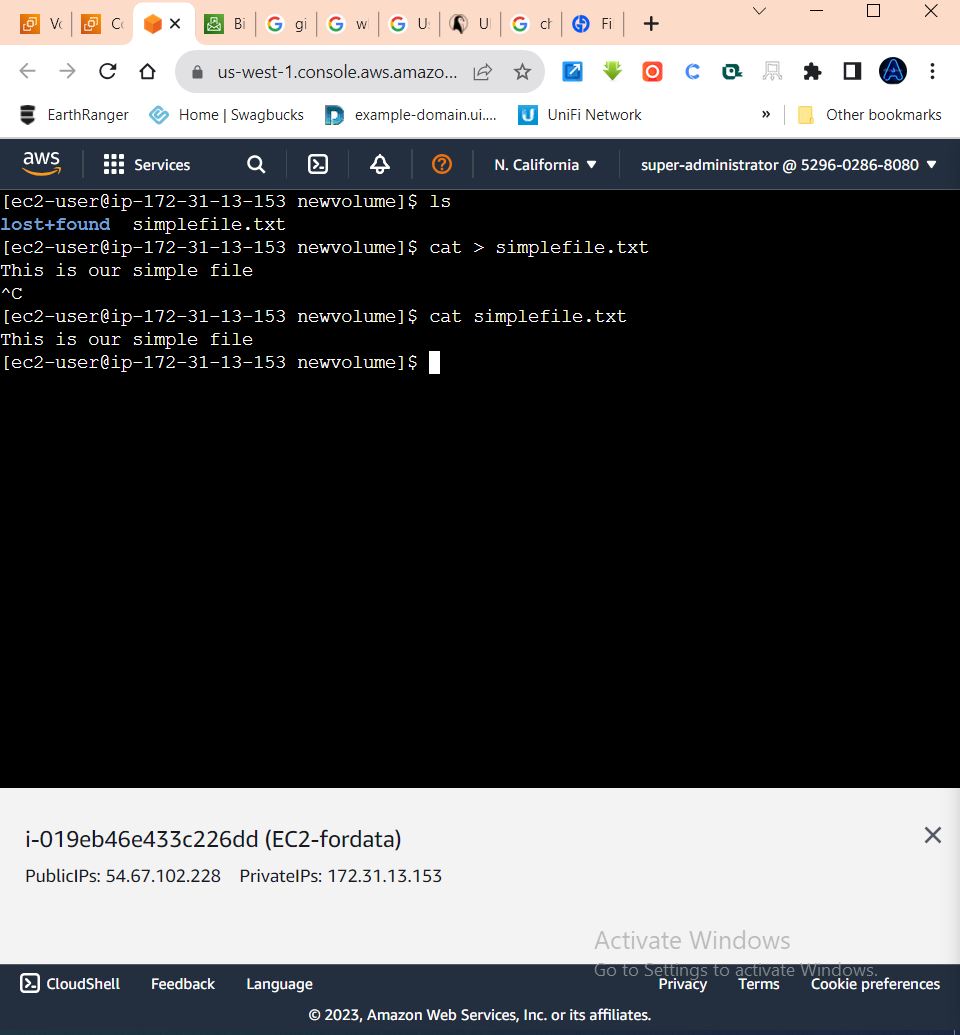 Vo Co Bi gi w Us Ul ch Fi
us-west-1.console.aws.amazo...
EarthRanger Home | Swagbucks example-domain.ui.... UniFi Network » Other bookmarks
aws Services N. California super-administrator @ 5296-0286-8080
[ec2-user@ip-172-31-13-153 newvolume]$ ls
lost+found simplefile.txt
[ec2-user@ip-172-31-13-153 newvolume]$ cat > simplefile.txt
This is our simple file
^C
[ec2-user@ip-172-31-13-153 newvolume]$ cat simplefile.txt
This is our simple file
[ec2-user@ip-172-31-13-153 newvolume]$
i-019eb46e433c226dd (EC2-fordata)
PublicIPs: 54.67.102.228 PrivateIPs: 172.31.13.153
Activate Windows
Go to Settings to activate Windows.
CloudShell Feedback Language Privacy Terms Cookie preferences
© 2023, Amazon Web Services, Inc. or its affiliates.